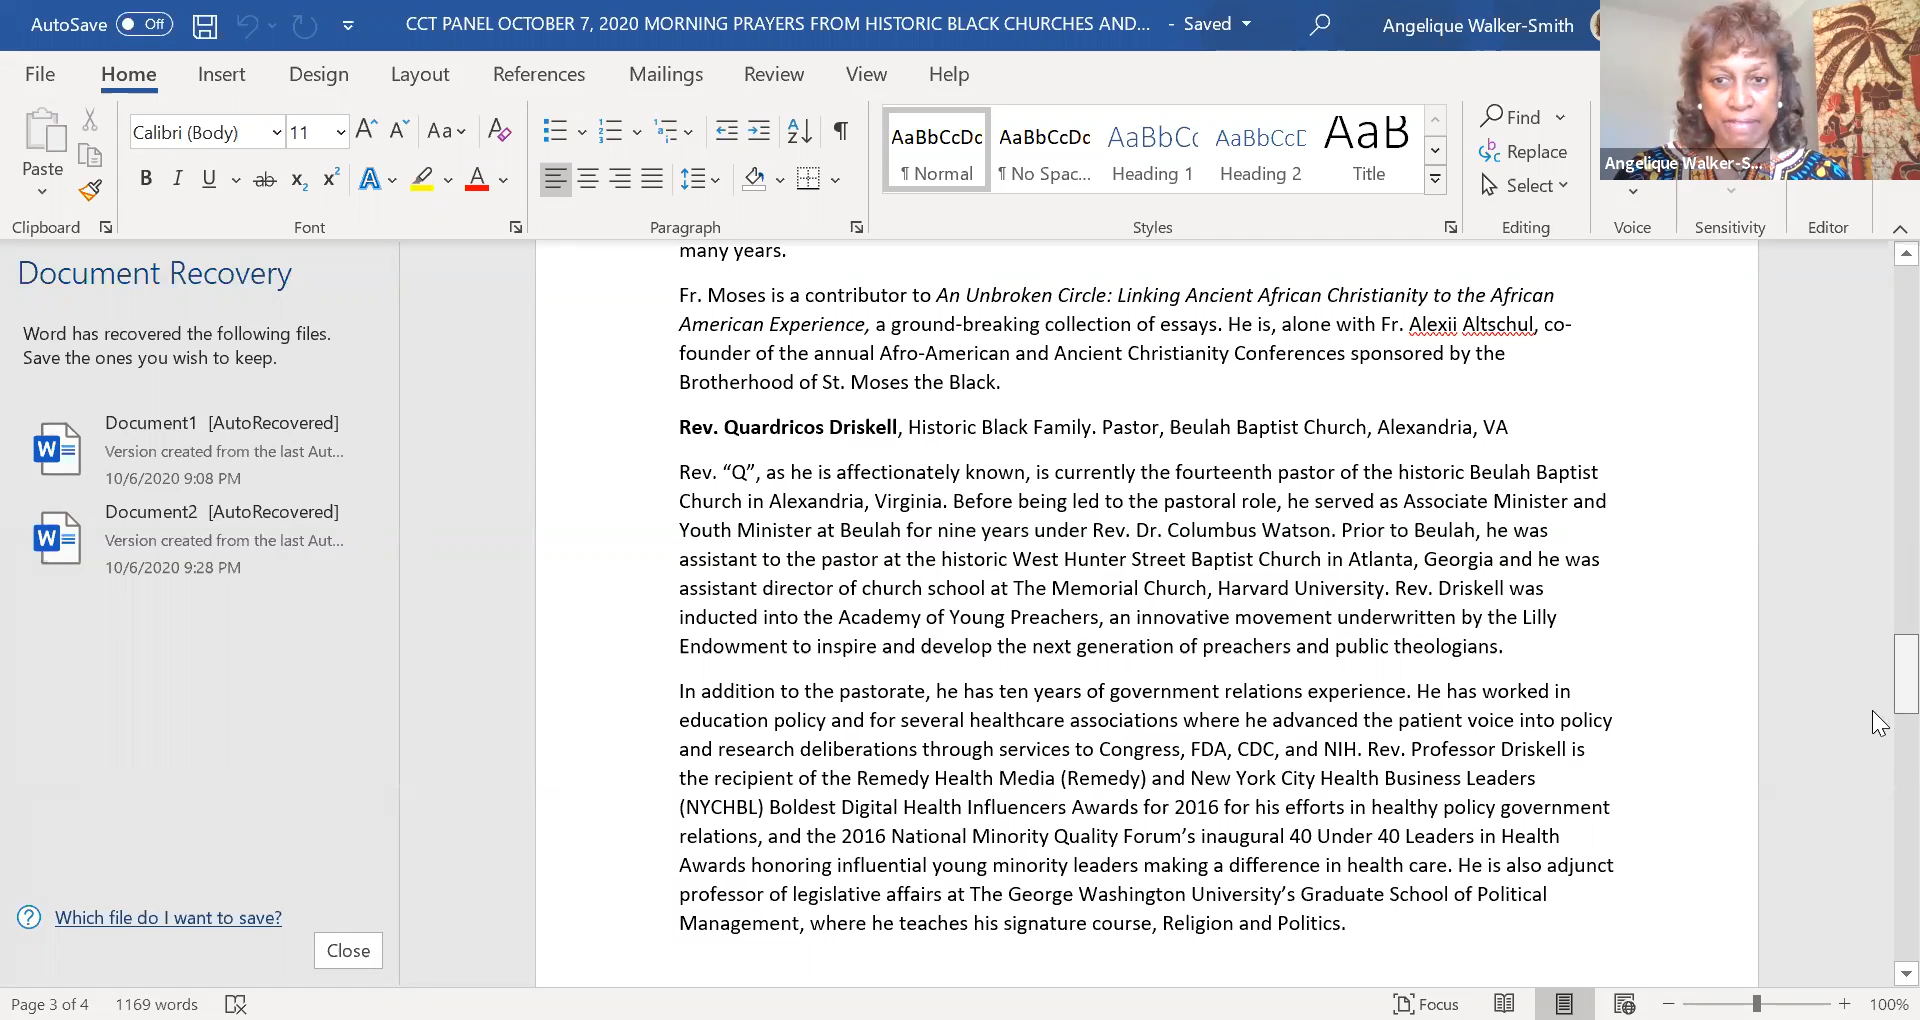 AutoSave Off
CCT PANEL OCTOBER 7, 2020 MORNING PRAYERS FROM HISTORIC BLACK CHURCHES AND... - Saved
Angelique Walker-Smith
File Home Insert Design Layout References Mailings Review View Help
Paste
Clipboard
Calibri (Body) 11
Aa
B I U ab x2 x2 A A
Font
Paragraph
AaBbCcDc AaBbCcDc AaBbCc AaBbCcD AaB
¶ Normal ¶ No Spac... Heading 1 Heading 2 Title
Styles
Find
Replace
Select
Editing
Voice
Sensitivity
Editor
Angelique Walker-S...
Document Recovery
Word has recovered the following files.
Save the ones you wish to keep.
Document1 [AutoRecovered]
Version created from the last Aut...
10/6/2020 9:08 PM
Document2 [AutoRecovered]
Version created from the last Aut...
10/6/2020 9:28 PM
Which file do I want to save?
Close
many years.
Fr. Moses is a contributor to An Unbroken Circle: Linking Ancient African Christianity to the African
American Experience, a ground-breaking collection of essays. He is, alone with Fr. Alexii Altschul, co-
founder of the annual Afro-American and Ancient Christianity Conferences sponsored by the
Brotherhood of St. Moses the Black.
Rev. Quardricos Driskell, Historic Black Family. Pastor, Beulah Baptist Church, Alexandria, VA
Rev. “Q”, as he is affectionately known, is currently the fourteenth pastor of the historic Beulah Baptist
Church in Alexandria, Virginia. Before being led to the pastoral role, he served as Associate Minister and
Youth Minister at Beulah for nine years under Rev. Dr. Columbus Watson. Prior to Beulah, he was
assistant to the pastor at the historic West Hunter Street Baptist Church in Atlanta, Georgia and he was
assistant director of church school at The Memorial Church, Harvard University. Rev. Driskell was
inducted into the Academy of Young Preachers, an innovative movement underwritten by the Lilly
Endowment to inspire and develop the next generation of preachers and public theologians.
In addition to the pastorate, he has ten years of government relations experience. He has worked in
education policy and for several healthcare associations where he advanced the patient voice into policy
and research deliberations through services to Congress, FDA, CDC, and NIH. Rev. Professor Driskell is
the recipient of the Remedy Health Media (Remedy) and New York City Health Business Leaders
(NYCHBL) Boldest Digital Health Influencers Awards for 2016 for his efforts in healthy policy government
relations, and the 2016 National Minority Quality Forum’s inaugural 40 Under 40 Leaders in Health
Awards honoring influential young minority leaders making a difference in health care. He is also adjunct
professor of legislative affairs at The George Washington University’s Graduate School of Political
Management, where he teaches his signature course, Religion and Politics.
Page 3 of 4 1169 words
Focus
100%